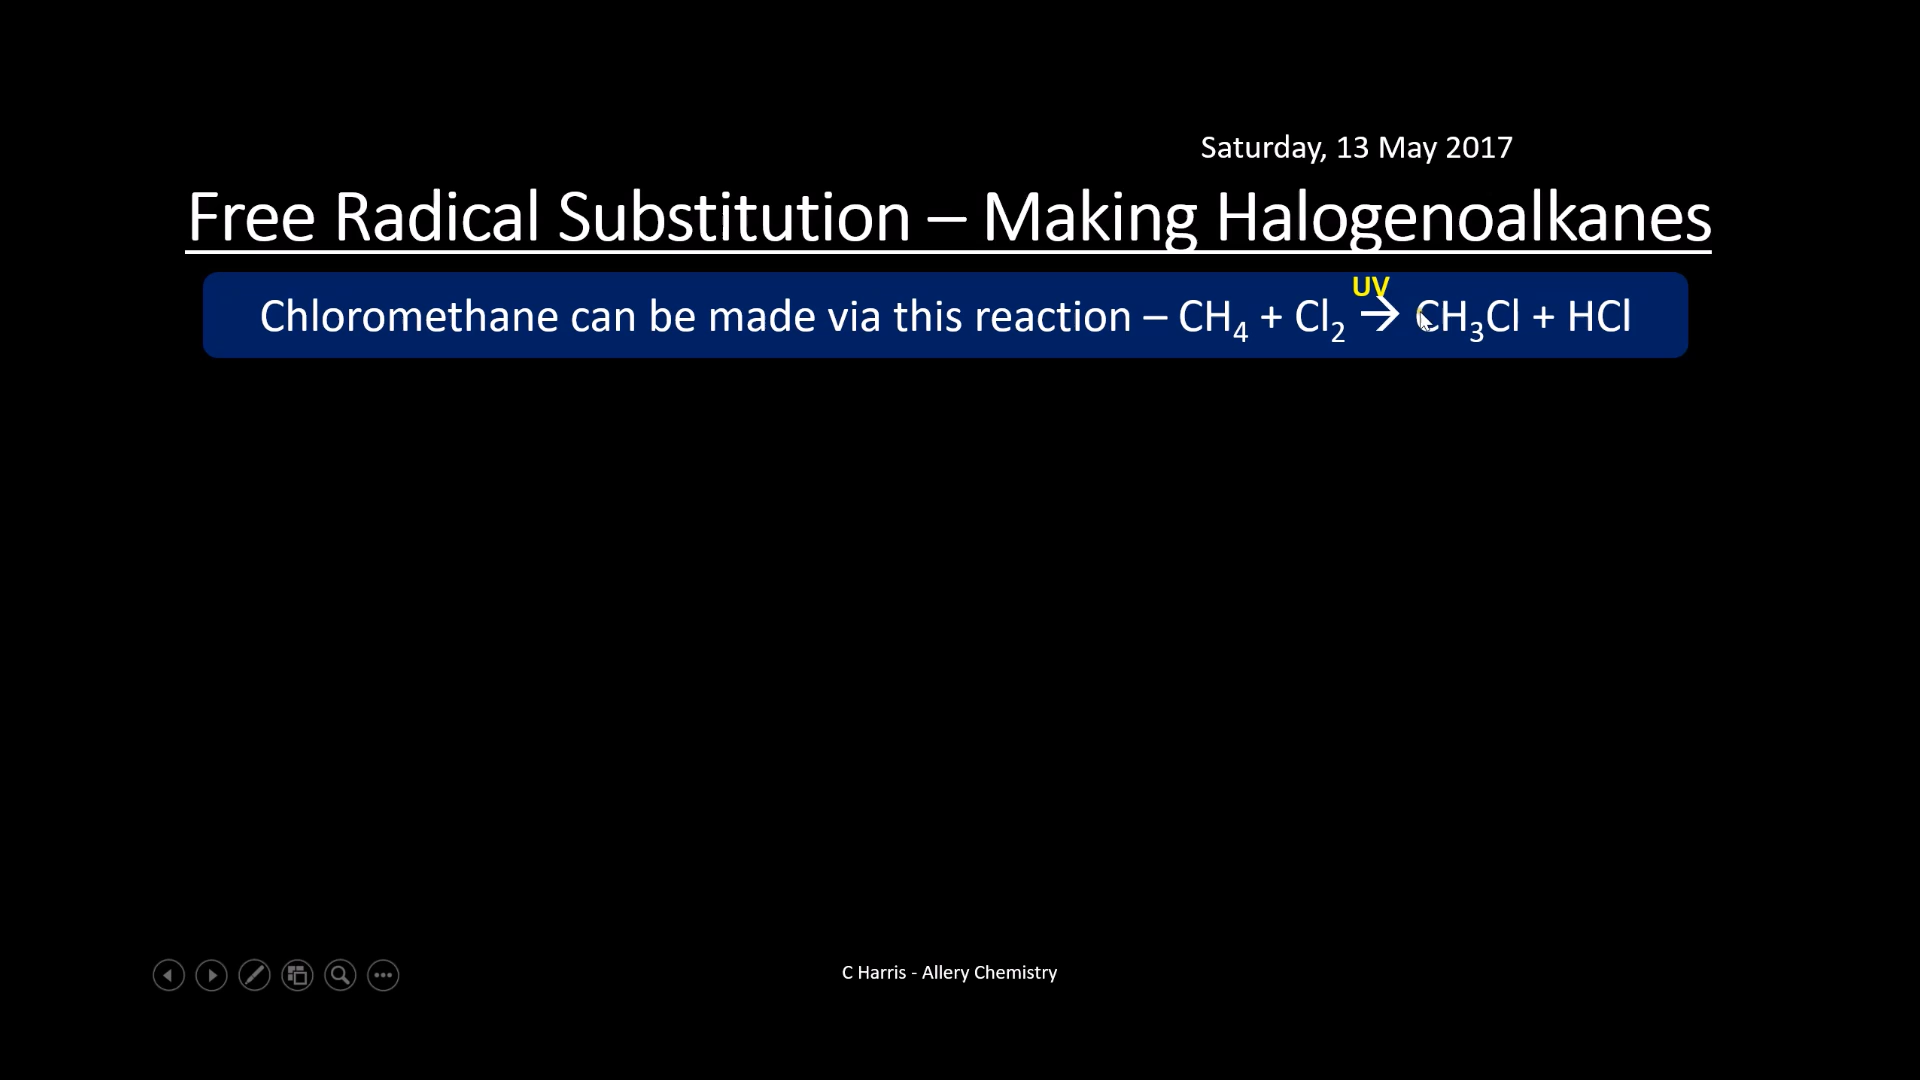 Saturday, 13 May 2017
Free Radical Substitution – Making Halogenoalkanes
UV
Chloromethane can be made via this reaction – CH₄ + Cl₂ → CH₃Cl + HCl
C Harris - Allery Chemistry